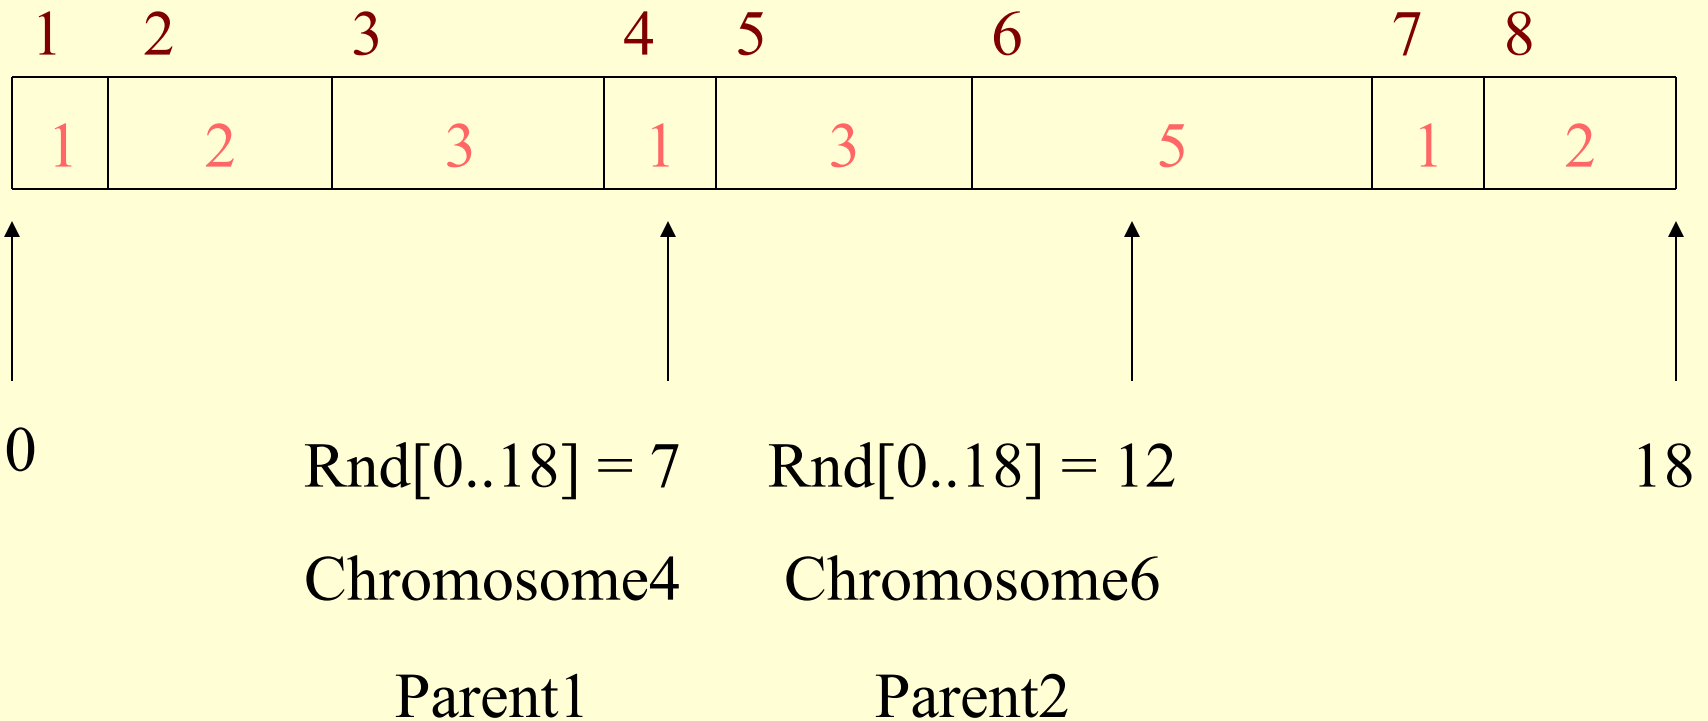 1 2 3 4 5 6 7 8
1 2 3 1 3 5 1 2
0 Rnd[0..18] = 7 Rnd[0..18] = 12 18
Chromosome4 Chromosome6
Parent1 Parent2